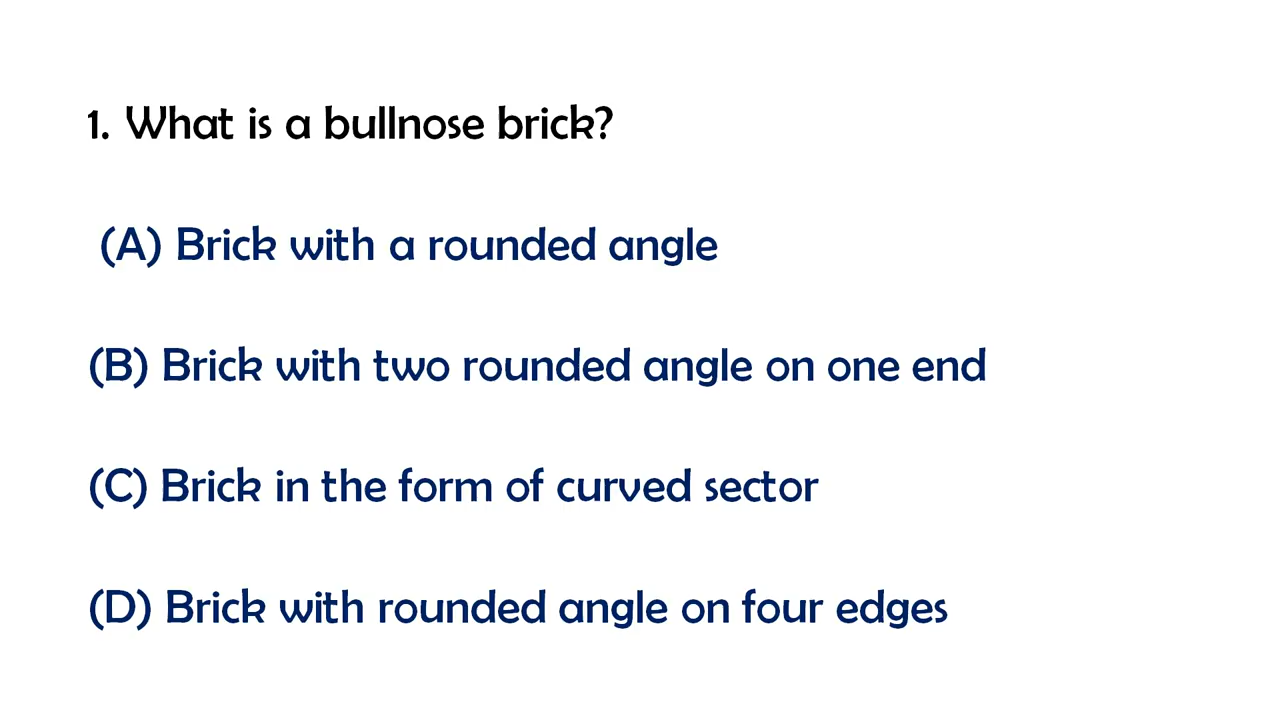 1. What is a bullnose brick?
(A) Brick with a rounded angle
(B) Brick with two rounded angle on one end
(C) Brick in the form of curved sector
(D) Brick with rounded angle on four edges